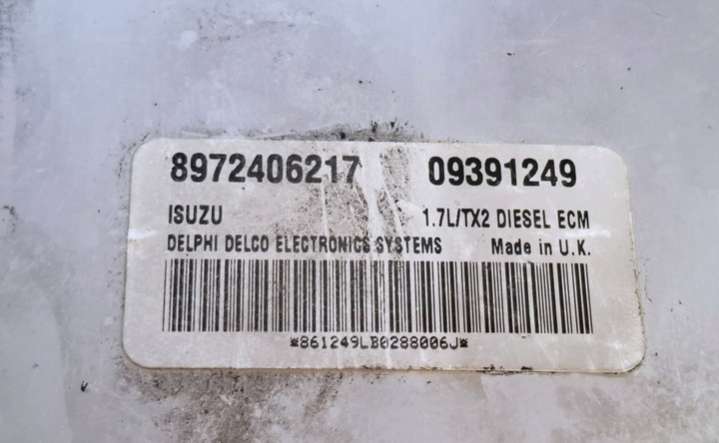 8972406217 09391249
ISUZU 1.7L/TX2 DIESEL ECM
DELPHI DELCO ELECTRONICS SYSTEMS Made in U.K.
*861249LB0288006J*